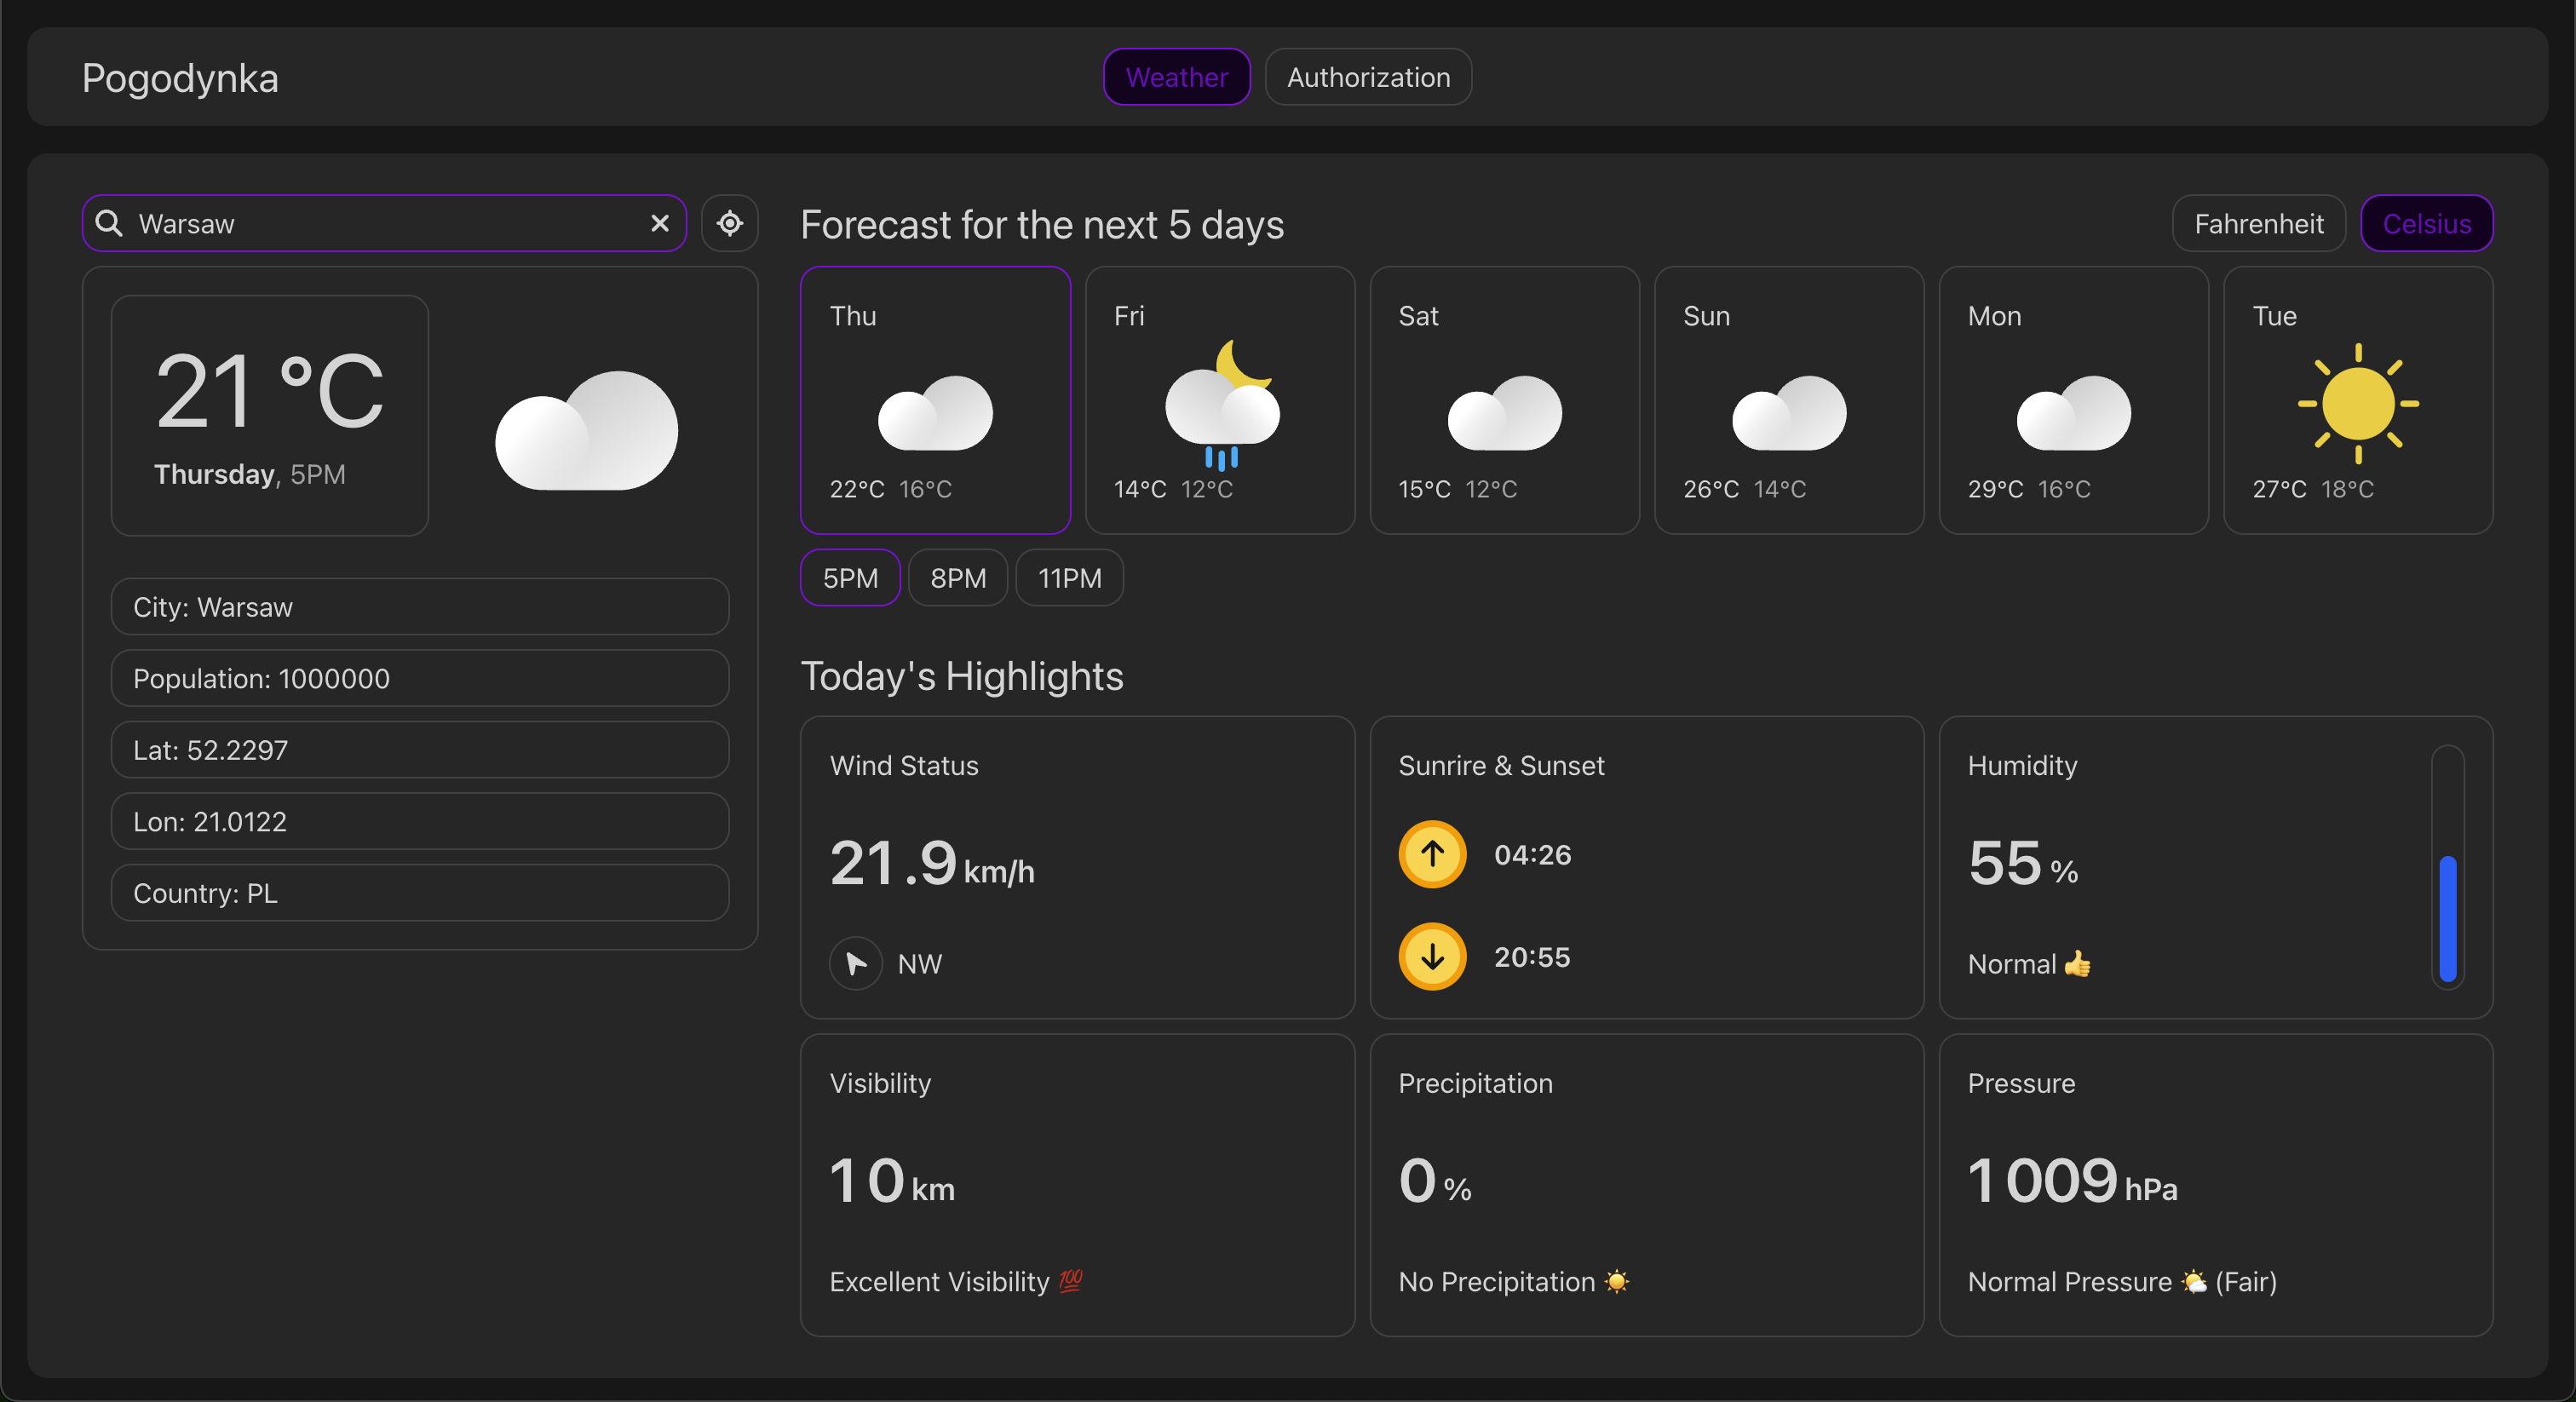 Pogodynka
Weather
Authorization
Warsaw
21 °C
Thursday, 5PM
City: Warsaw
Population: 1000000
Lat: 52.2297
Lon: 21.0122
Country: PL
Forecast for the next 5 days
Fahrenheit
Celsius
Thu
22°C 16°C
Fri
14°C 12°C
Sat
15°C 12°C
Sun
26°C 14°C
Mon
29°C 16°C
Tue
27°C 18°C
5PM
8PM
11PM
Today's Highlights
Wind Status
21.9 km/h
NW
Sunrire & Sunset
04:26
20:55
Humidity
55 %
Normal 👍
Visibility
10 km
Excellent Visibility 💯
Precipitation
0 %
No Precipitation ☀️
Pressure
1009 hPa
Normal Pressure 🌤️ (Fair)